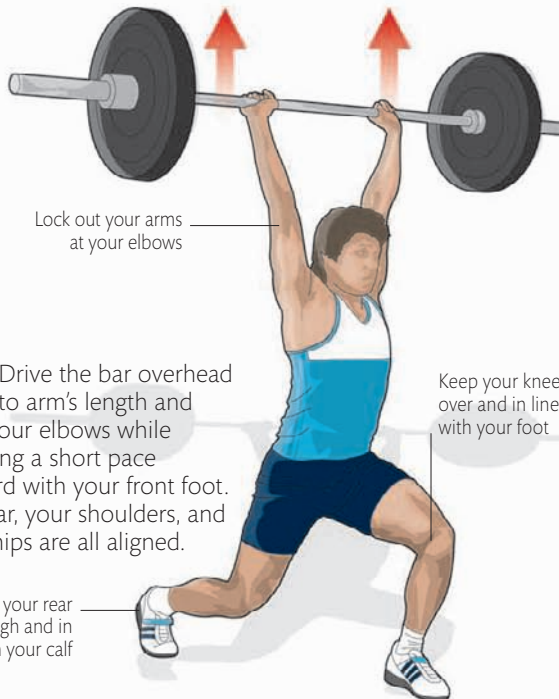 Lock out your arms
at your elbows
Drive the bar overhead
to arm's length and
our elbows while
ng a short pace
rd with your front foot.
ar, your shoulders, and
hips are all aligned.
Keep your knee
over and in line
with your foot
your rear
gh and in
your calf